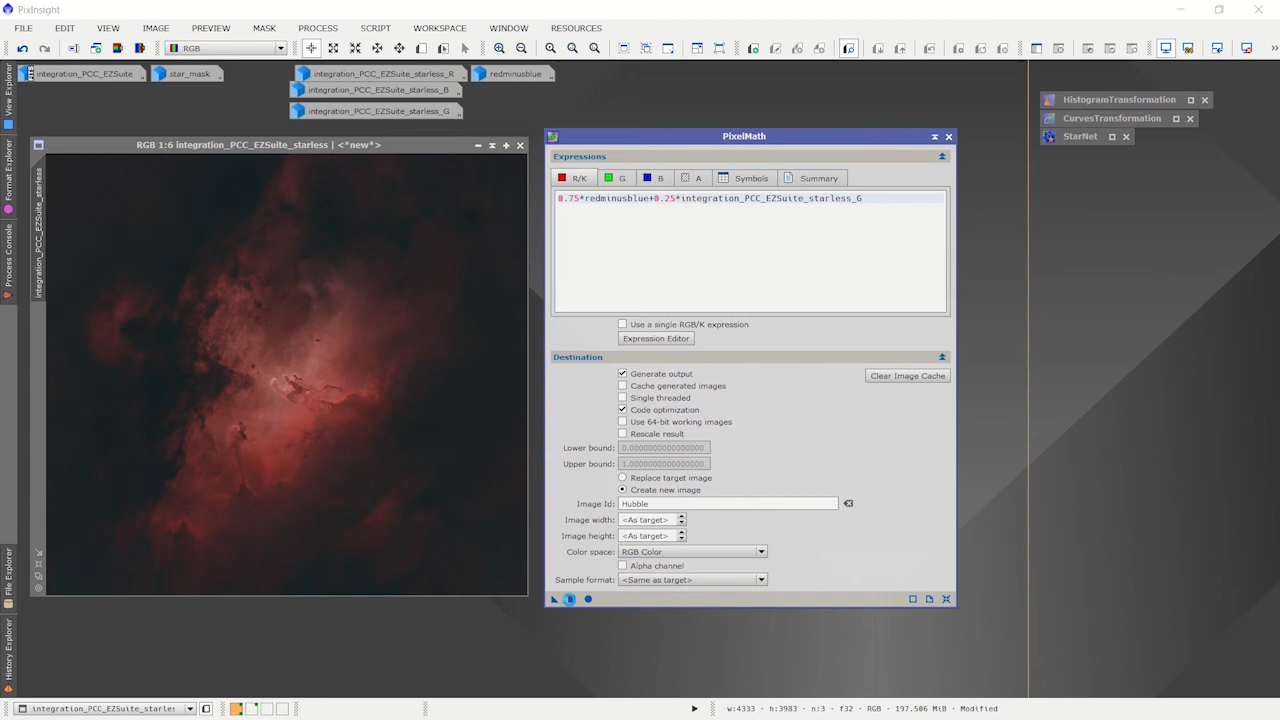 PixInsight
FILE EDIT VIEW IMAGE PREVIEW MASK PROCESS SCRIPT WORKSPACE WINDOW RESOURCES
RGB
integration_PCC_EZSuite
star_mask
integration_PCC_EZSuite_starless_R
redminusblue
integration_PCC_EZSuite_starless_B
integration_PCC_EZSuite_starless_G
View Explorer
Format Explorer
Process Console
File Explorer
History Explorer
RGB 1:6 integration_PCC_EZSuite_starless | <*new*>
integration_PCC_EZSuite_starless
PixelMath
Expressions
R/K G B A Symbols Summary
0.75*redminusblue+0.25*integration_PCC_EZSuite_starless_G
Use a single RGB/K expression
Expression Editor
Destination
Generate output
Clear Image Cache
Cache generated images
Single threaded
Code optimization
Use 64-bit working images
Rescale result
Lower bound: 0.0000000000000000
Upper bound: 1.0000000000000000
Replace target image
Create new image
Image Id: Hubble
Image width: <As target>
Image height: <As target>
Color space: RGB Color
Alpha channel
Sample format: <Same as target>
HistogramTransformation
CurvesTransformation
StarNet
integration_PCC_EZSuite_starles
w:4333 · h:3983 · n:3 · f32 · RGB · 197.506 MiB · Modified